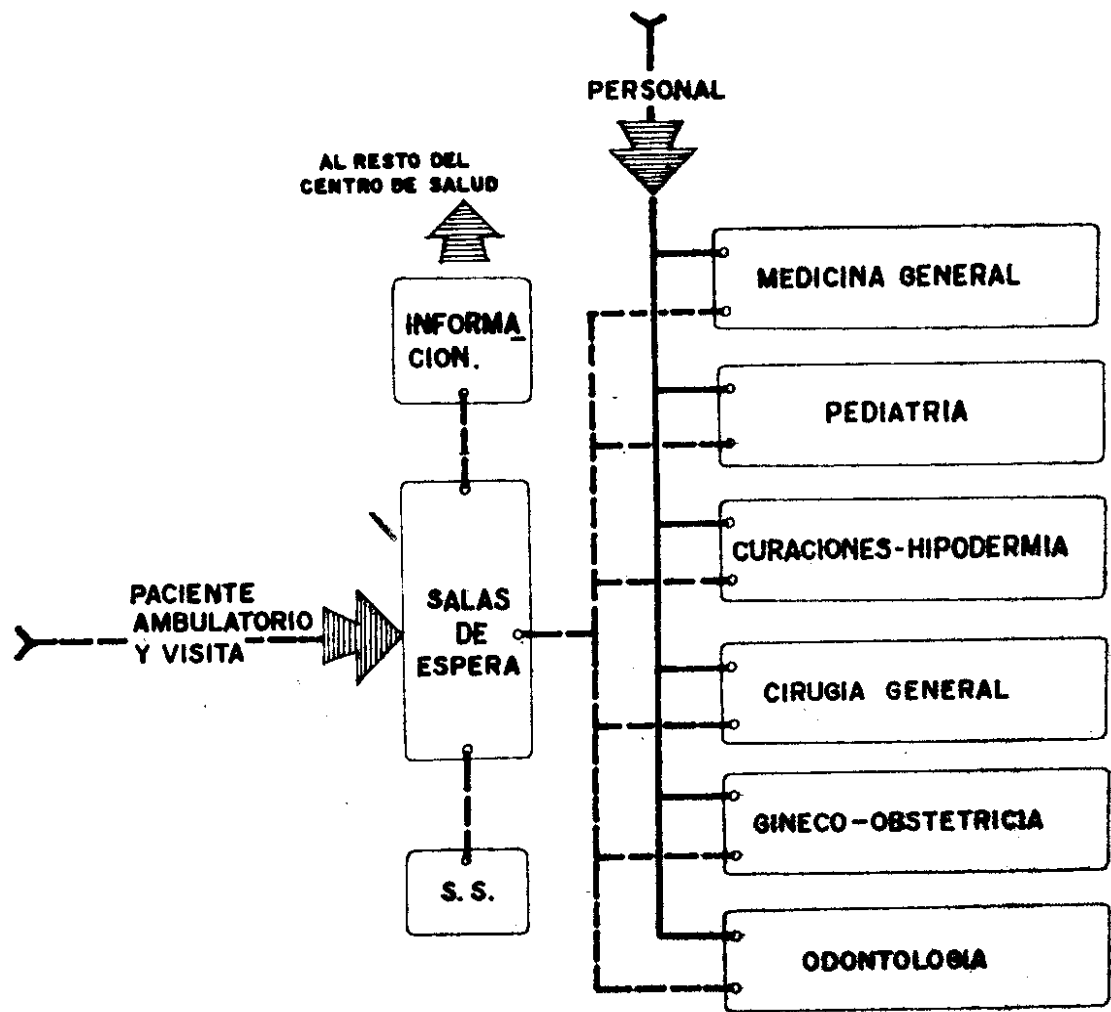 PERSONAL
AL RESTO DEL
CENTRO DE SALUD
INFORMA_
CION.
PACIENTE
AMBULATORIO
Y VISITA
SALAS
DE
ESPERA
S. S.
MEDICINA GENERAL
PEDIATRIA
CURACIONES-HIPODERMIA
CIRUGIA GENERAL
GINECO-OBSTETRICIA
ODONTOLOGIA